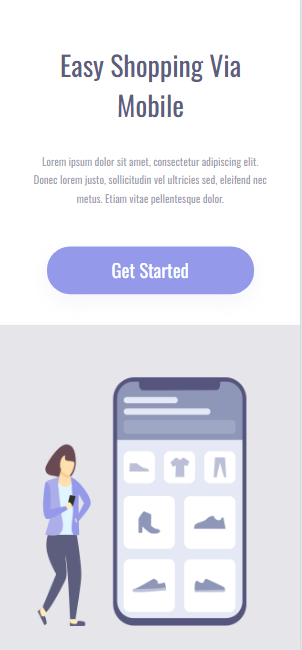 Easy Shopping Via
Mobile
Lorem ipsum dolor sit amet, consectetur adipiscing elit.
Donec lorem justo, sollicitudin vel ultricies sed, eleifend nec
metus. Etiam vitae pellentesque dolor.
Get Started